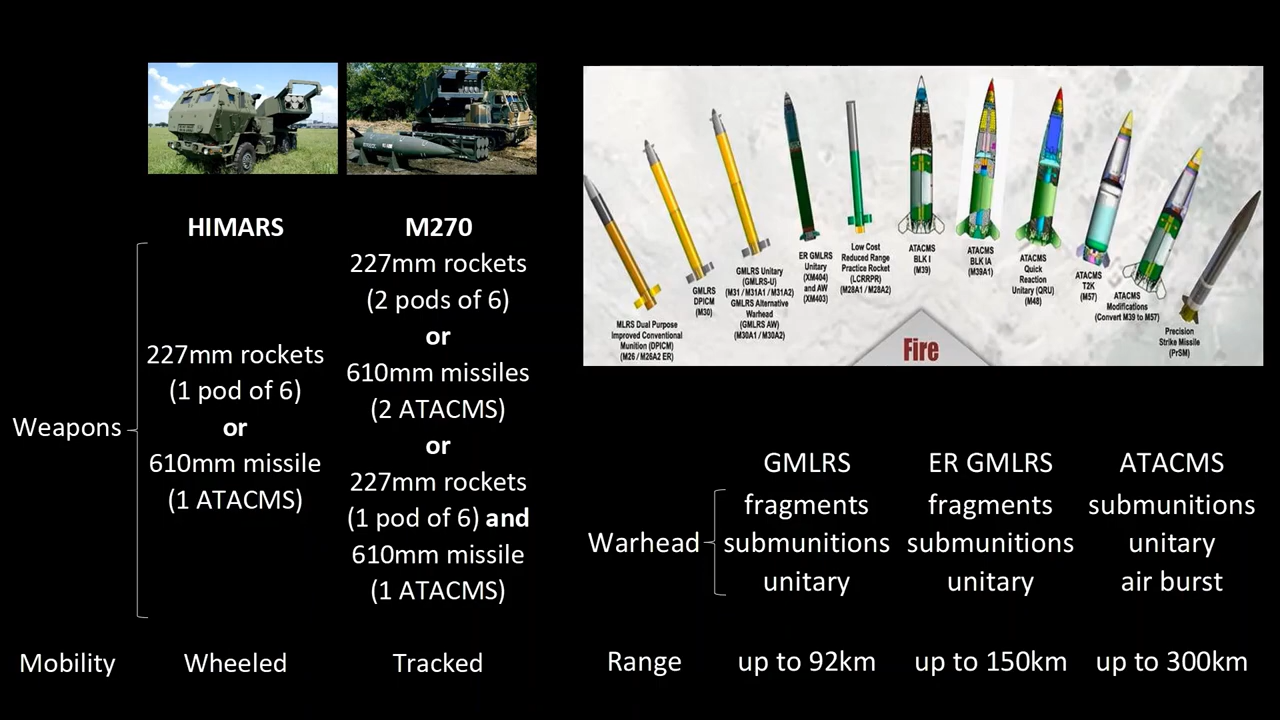 HIMARS
M270
Weapons
227mm rockets
(1 pod of 6)
or
610mm missile
(1 ATACMS)
227mm rockets
(2 pods of 6)
or
610mm missiles
(2 ATACMS)
or
227mm rockets
(1 pod of 6) and
610mm missile
(1 ATACMS)
Mobility
Wheeled
Tracked
MLRS Dual Purpose
Improved Conventional
Munition (DPICM)
(M26 / M26A2 ER)
GMLRS
DPICM
(M30)
GMLRS Unitary
(GMLRS-U)
(M31 / M31A1 / M31A2)
GMLRS Alternative
Warhead
(GMLRS AW)
(M30A1 / M30A2)
ER GMLRS
Unitary
(XM404)
and AW
(XM403)
Low Cost
Reduced Range
Practice Rocket
(LCRRPR)
(M28A1 / M28A2)
ATACMS
BLK I
(M39)
ATACMS
BLK IA
(M39A1)
ATACMS
Quick
Reaction
Unitary (QRU)
(M48)
ATACMS
T2K
(M57)
ATACMS
Modifications
(Convert M39 to M57)
Precision
Strike Missile
(PrSM)
Fire
GMLRS
ER GMLRS
ATACMS
Warhead
fragments
submunitions
unitary
fragments
submunitions
unitary
submunitions
unitary
air burst
Range
up to 92km
up to 150km
up to 300km